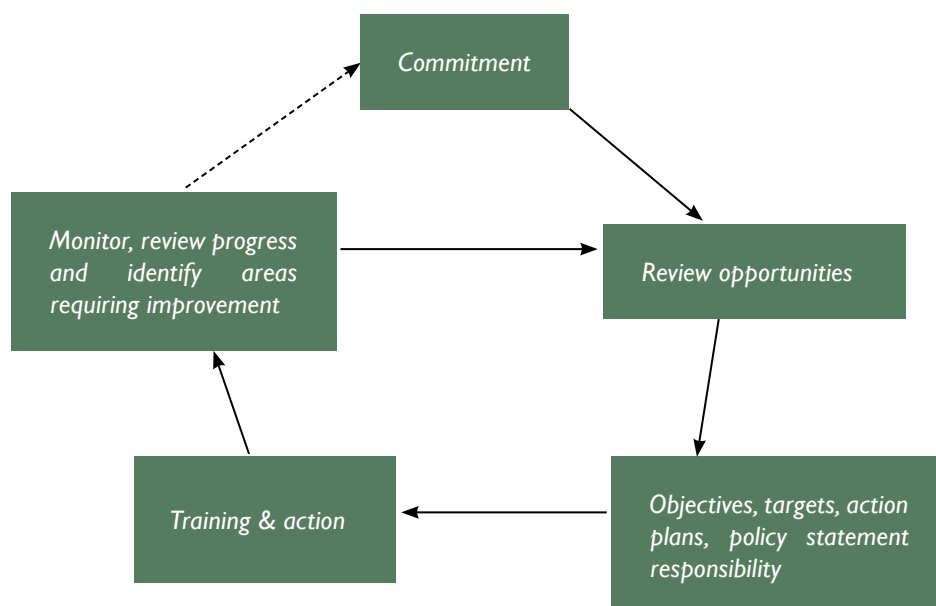 Commitment
Monitor, review progress
and identify areas
requiring improvement
Review opportunities
Training & action
Objectives, targets, action
plans, policy statement
responsibility